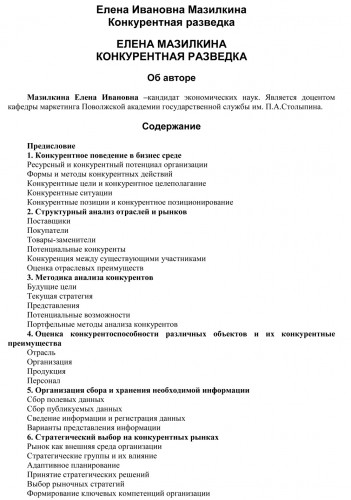 Елена Ивановна Мазилкина
Конкурентная разведка
ЕЛЕНА МАЗИЛКИНА
КОНКУРЕНТНАЯ РАЗВЕДКА
Об авторе
Мазилкина Елена Ивановна –кандидат экономических наук. Является доцентом
кафедры маркетинга Поволжской академии государственной службы им. П.А.Столыпина.
Содержание
Предисловие
1. Конкурентное поведение в бизнес среде
Ресурсный и конкурентный потенциал организации
Формы и методы конкурентных действий
Конкурентные цели и конкурентное целеполагание
Конкурентные ситуации
Конкурентные позиции и конкурентное позиционирование
2. Структурный анализ отраслей и рынков
Поставщики
Покупатели
Товары-заменители
Потенциальные конкуренты
Конкуренция между существующими участниками
Оценка отраслевых преимуществ
3. Методика анализа конкурентов
Будущие цели
Текущая стратегия
Представления
Потенциальные возможности
Портфельные методы анализа конкурентов
4. Оценка конкурентоспособности различных объектов и их конкурентные
преимущества
Отрасль
Организация
Продукция
Персонал
5. Организация сбора и хранения необходимой информации
Сбор полевых данных
Сбор публикуемых данных
Сведение информации и регистрация данных
Варианты представления информации
6. Стратегический выбор на конкурентных рынках
Рынок как внешняя среда организации
Стратегические группы и их влияние
Адаптивное планирование
Принятие стратегических решений
Выбор рыночных стратегий
Формирование ключевых компетенций организации